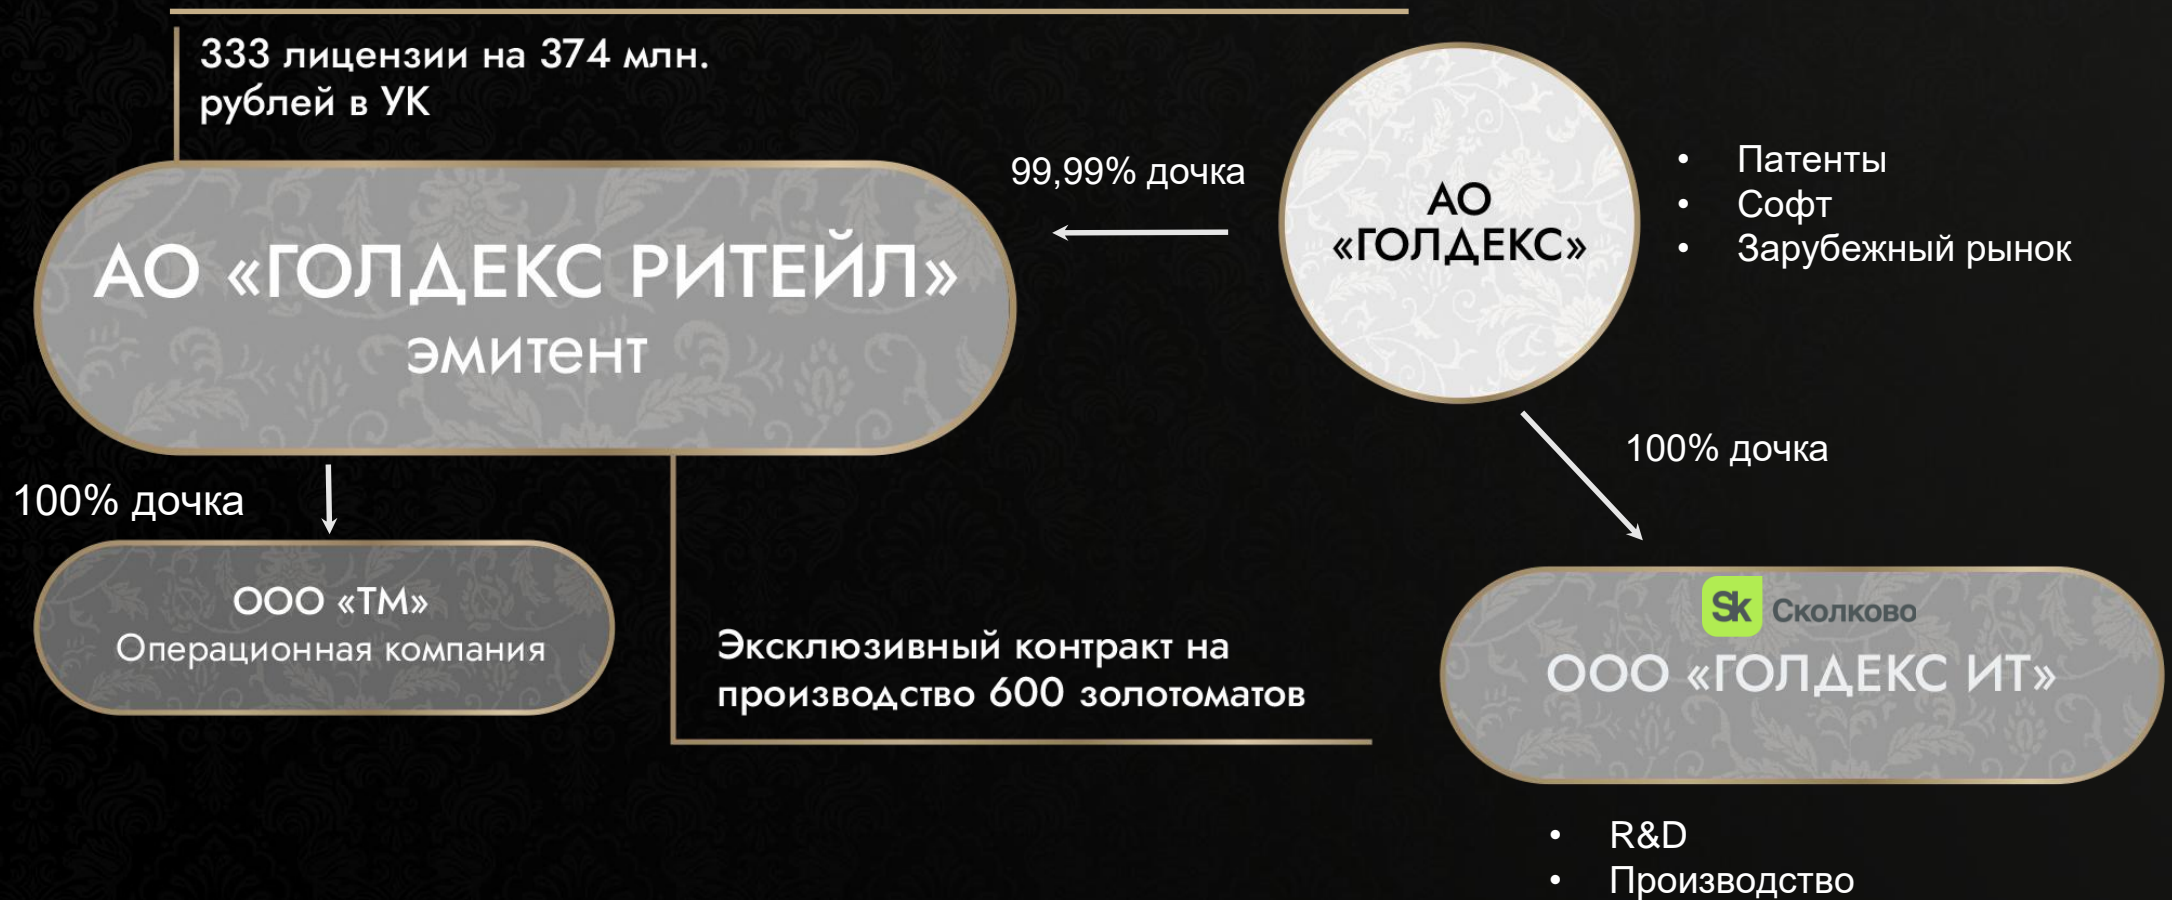 333 лицензии на 374 млн.
рублей в УК
99,99% дочка
АО
«ГОЛДЕКС»
• Патенты
• Софт
• Зарубежный рынок
АО «ГОЛДЕКС РИТЕЙЛ»
эмитент
100% дочка
100% дочка
ООО «ТМ»
Операционная компания
Эксклюзивный контракт на
производство 600 золотоматов
Sk Сколково
ООО «ГОЛДЕКС ИТ»
• R&D
• Производство